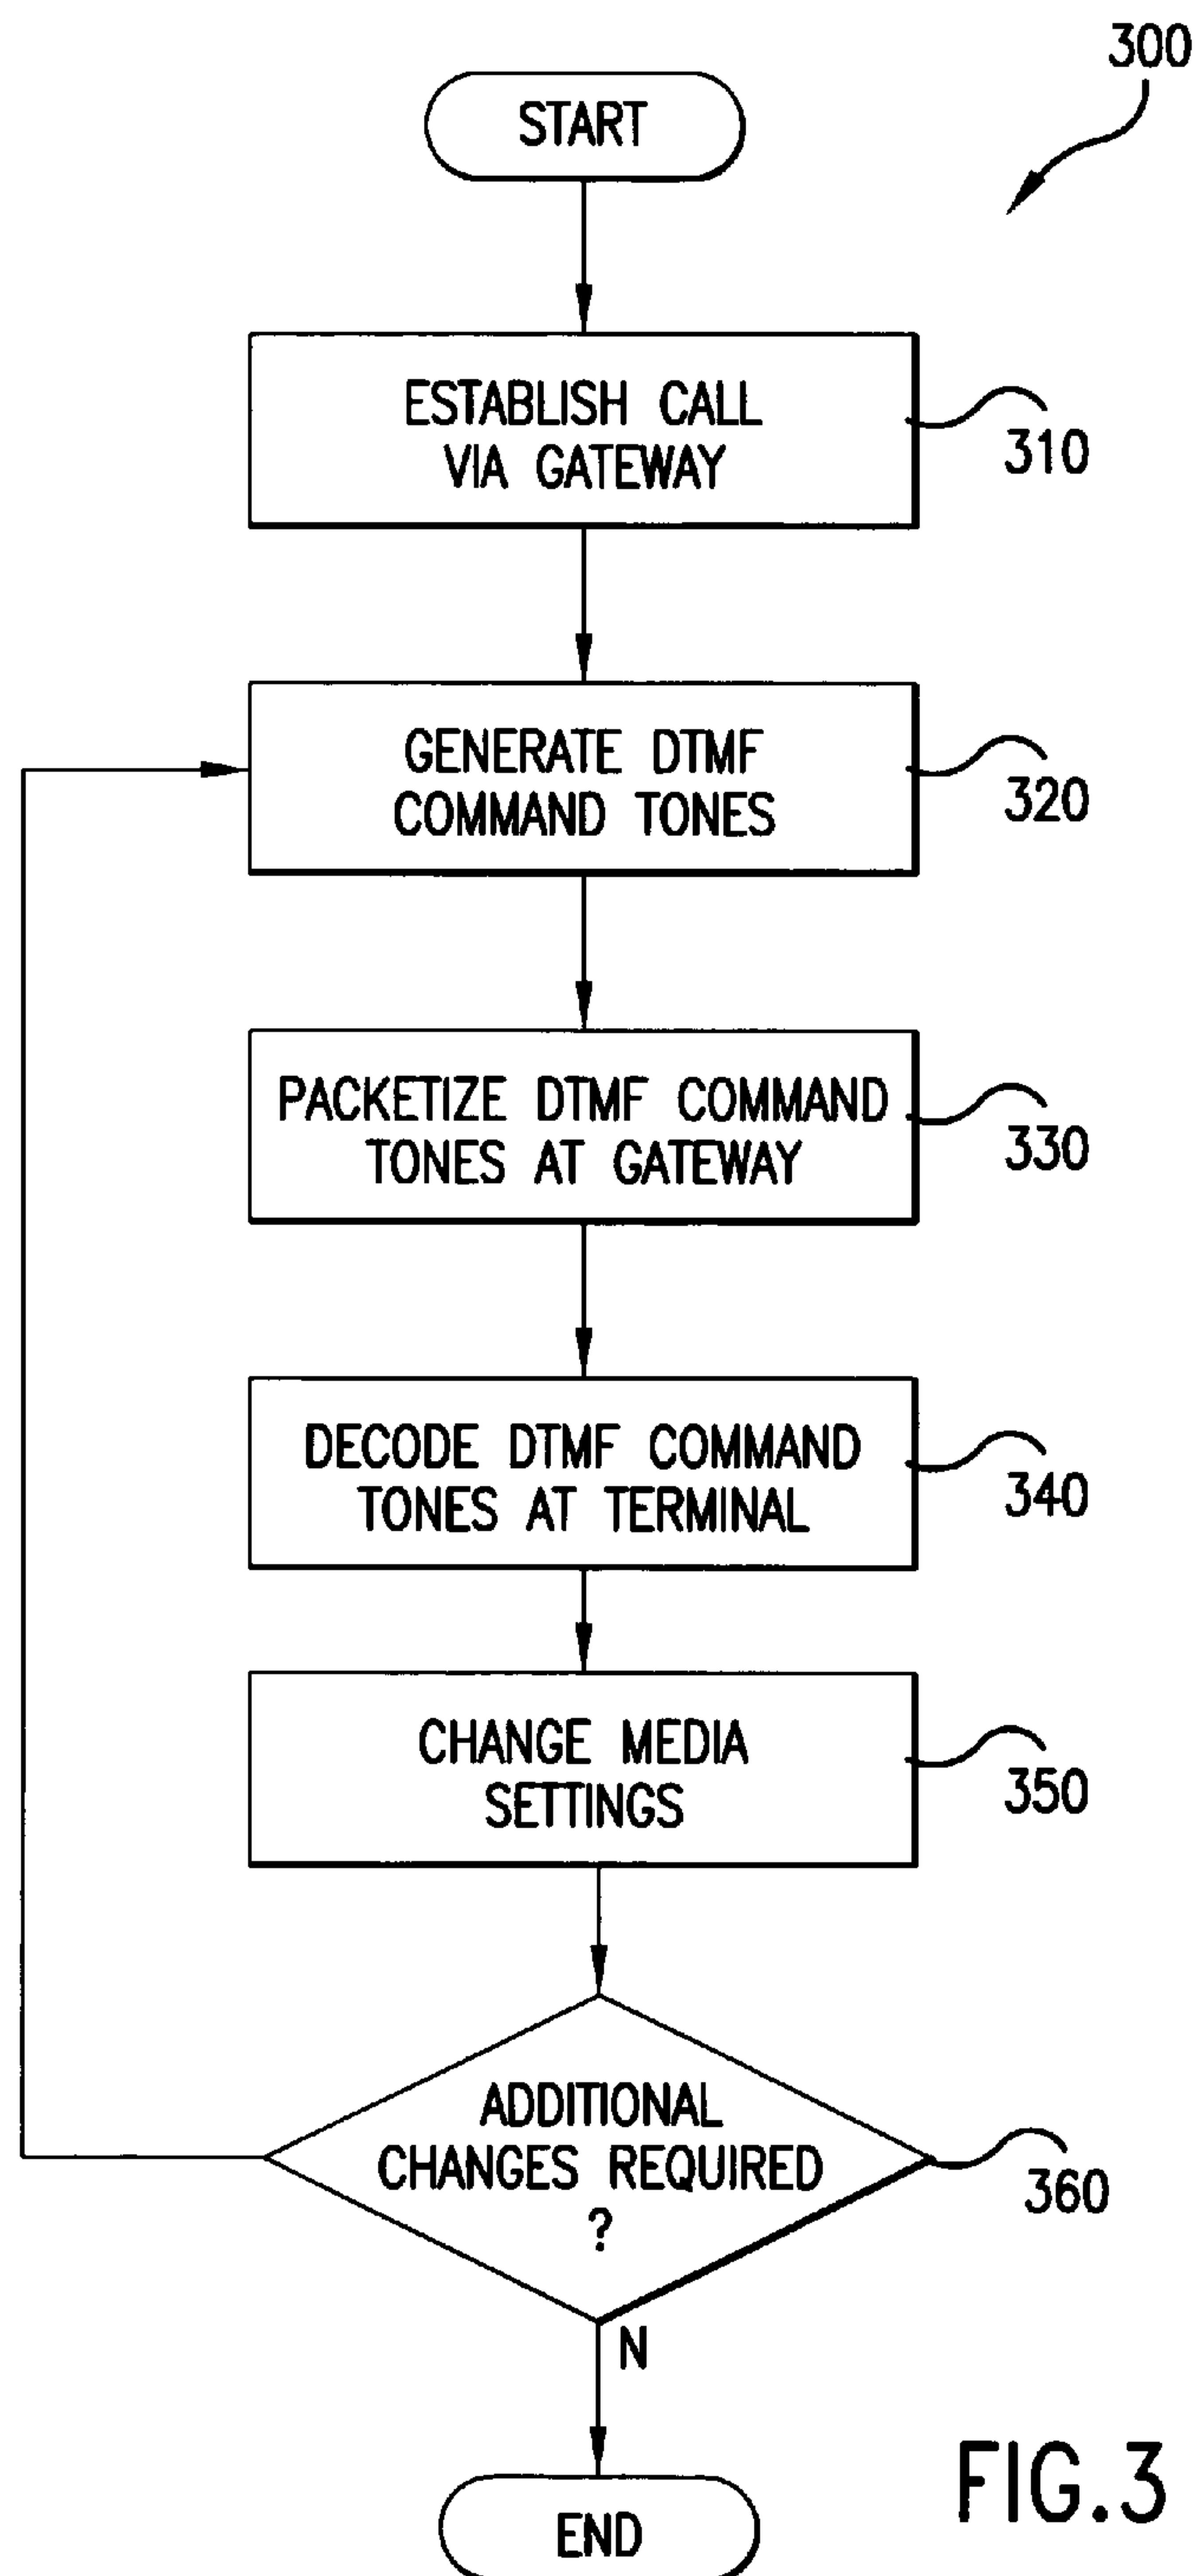 300
START
ESTABLISH CALL
VIA GATEWAY
310
GENERATE DTMF
COMMAND TONES
320
PACKETIZE DTMF COMMAND
TONES AT GATEWAY
330
DECODE DTMF COMMAND
TONES AT TERMINAL
340
CHANGE MEDIA
SETTINGS
350
ADDITIONAL
CHANGES REQUIRED
?
360
N
END
FIG.3